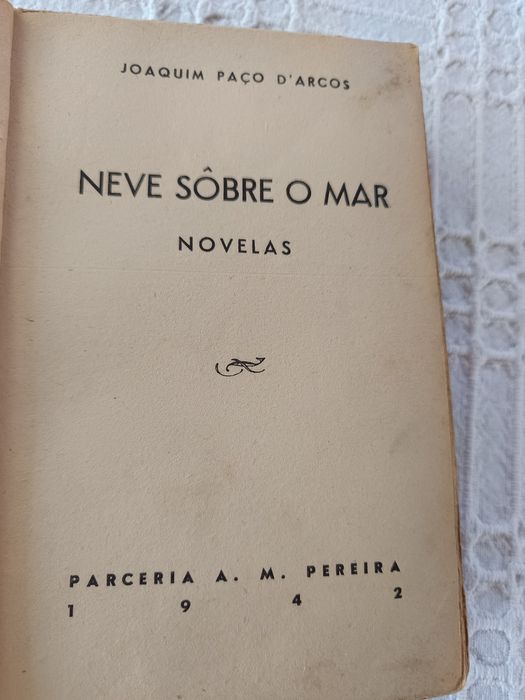 JOAQUIM PAÇO D'ARCOS
NEVE SÔBRE O MAR
NOVELAS
PARCERIA A. M. PEREIRA
1 9 4 2